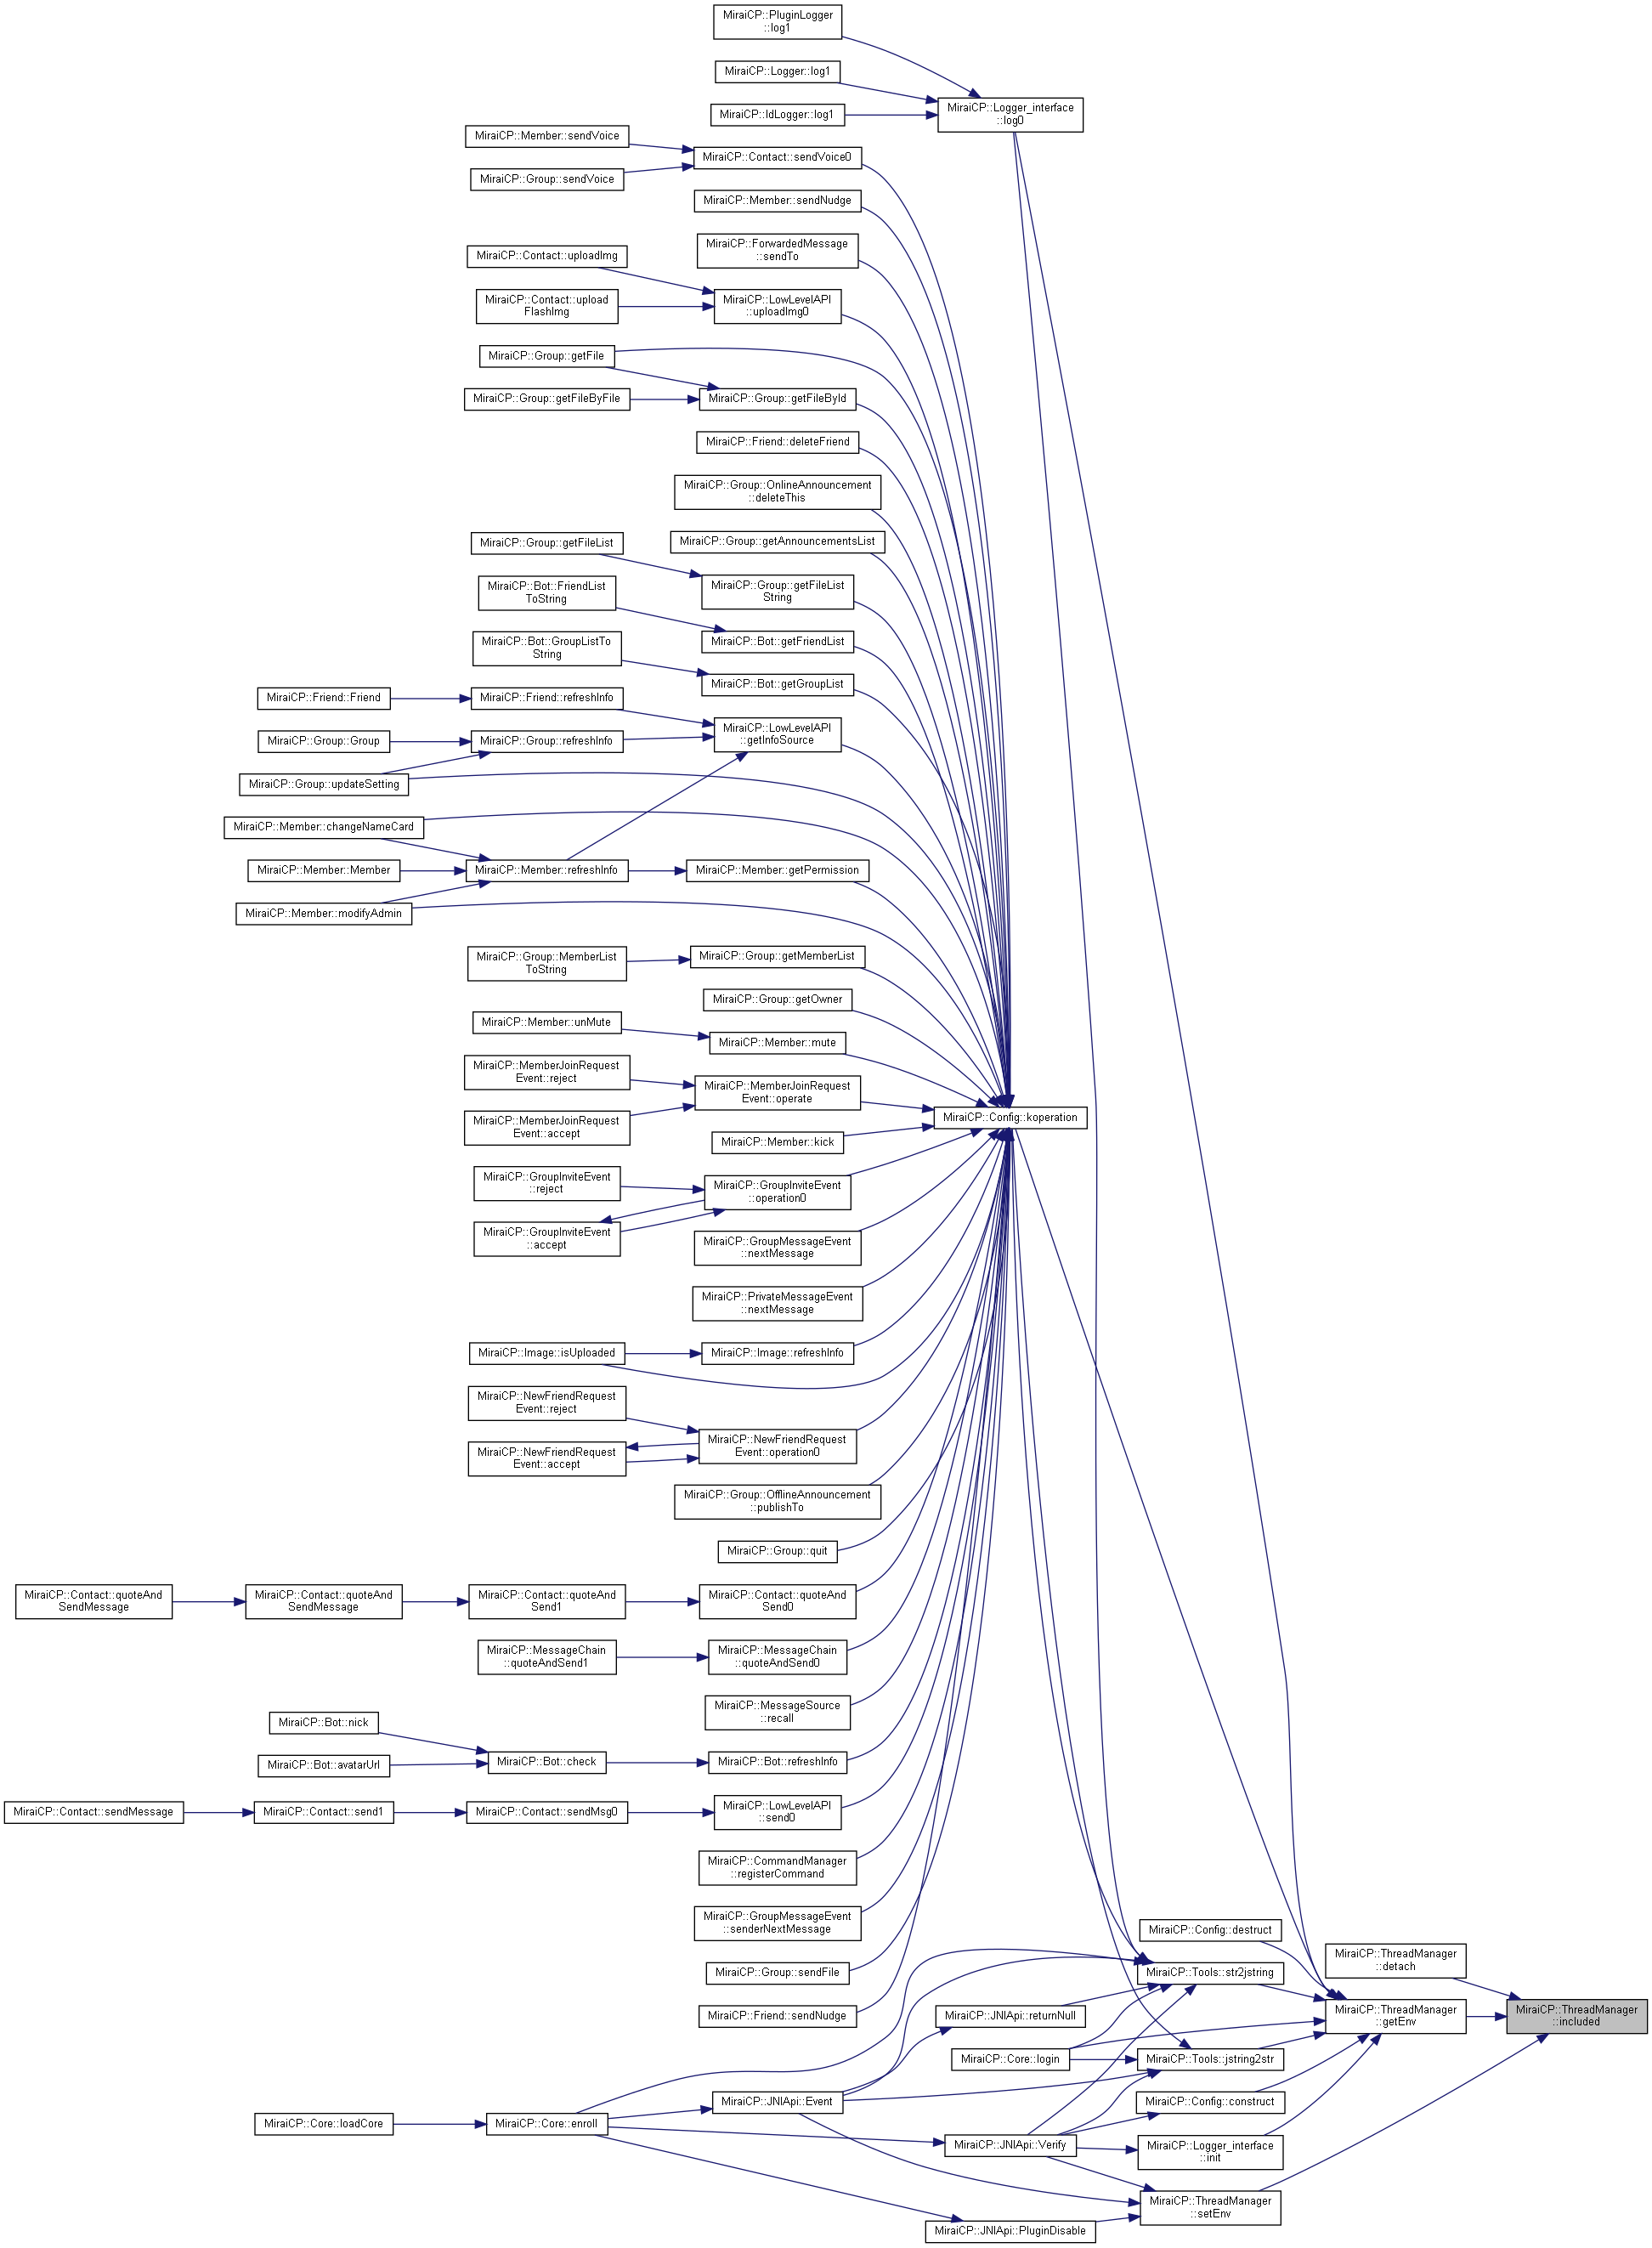 MiraiCP::PluginLogger
::log1
MiraiCP::Logger::log1
MiraiCP::IdLogger::log1
MiraiCP::Logger_interface
::log0
MiraiCP::Member::sendVoice
MiraiCP::Group::sendVoice
MiraiCP::Contact::sendVoice0
MiraiCP::Member::sendNudge
MiraiCP::ForwardedMessage
::sendTo
MiraiCP::Contact::uploadImg
MiraiCP::Contact::upload
FlashImg
MiraiCP::LowLevelAPI
::uploadImg0
MiraiCP::Group::getFile
MiraiCP::Group::getFileByFile
MiraiCP::Group::getFileById
MiraiCP::Friend::deleteFriend
MiraiCP::Group::OnlineAnnouncement
::deleteThis
MiraiCP::Group::getAnnouncementsList
MiraiCP::Group::getFileList
MiraiCP::Group::getFileList
String
MiraiCP::Bot::FriendList
ToString
MiraiCP::Bot::getFriendList
MiraiCP::Bot::GroupListTo
String
MiraiCP::Bot::getGroupList
MiraiCP::Friend::Friend
MiraiCP::Friend::refreshInfo
MiraiCP::LowLevelAPI
::getInfoSource
MiraiCP::Group::Group
MiraiCP::Group::refreshInfo
MiraiCP::Group::updateSetting
MiraiCP::Member::changeNameCard
MiraiCP::Member::Member
MiraiCP::Member::refreshInfo
MiraiCP::Member::getPermission
MiraiCP::Member::modifyAdmin
MiraiCP::Group::MemberList
ToString
MiraiCP::Group::getMemberList
MiraiCP::Group::getOwner
MiraiCP::Member::unMute
MiraiCP::Member::mute
MiraiCP::MemberJoinRequest
Event::reject
MiraiCP::MemberJoinRequest
Event::accept
MiraiCP::MemberJoinRequest
Event::operate
MiraiCP::Config::koperation
MiraiCP::Member::kick
MiraiCP::GroupInviteEvent
::reject
MiraiCP::GroupInviteEvent
::accept
MiraiCP::GroupInviteEvent
::operation0
MiraiCP::GroupMessageEvent
::nextMessage
MiraiCP::PrivateMessageEvent
::nextMessage
MiraiCP::Image::isUploaded
MiraiCP::Image::refreshInfo
MiraiCP::NewFriendRequest
Event::reject
MiraiCP::NewFriendRequest
Event::accept
MiraiCP::NewFriendRequest
Event::operation0
MiraiCP::Group::OfflineAnnouncement
::publishTo
MiraiCP::Group::quit
MiraiCP::Contact::quoteAnd
SendMessage
MiraiCP::Contact::quoteAnd
SendMessage
MiraiCP::Contact::quoteAnd
Send1
MiraiCP::Contact::quoteAnd
Send0
MiraiCP::MessageChain
::quoteAndSend1
MiraiCP::MessageChain
::quoteAndSend0
MiraiCP::MessageSource
::recall
MiraiCP::Bot::nick
MiraiCP::Bot::avatarUrl
MiraiCP::Bot::check
MiraiCP::Bot::refreshInfo
MiraiCP::Contact::sendMessage
MiraiCP::Contact::send1
MiraiCP::Contact::sendMsg0
MiraiCP::LowLevelAPI
::send0
MiraiCP::CommandManager
::registerCommand
MiraiCP::GroupMessageEvent
::senderNextMessage
MiraiCP::Group::sendFile
MiraiCP::Friend::sendNudge
MiraiCP::Config::destruct
MiraiCP::ThreadManager
::detach
MiraiCP::Tools::str2jstring
MiraiCP::JNIApi::returnNull
MiraiCP::ThreadManager
::getEnv
MiraiCP::ThreadManager
::included
MiraiCP::Core::login
MiraiCP::Tools::jstring2str
MiraiCP::JNIApi::Event
MiraiCP::Config::construct
MiraiCP::Core::loadCore
MiraiCP::Core::enroll
MiraiCP::JNIApi::Verify
MiraiCP::Logger_interface
::init
MiraiCP::ThreadManager
::setEnv
MiraiCP::JNIApi::PluginDisable